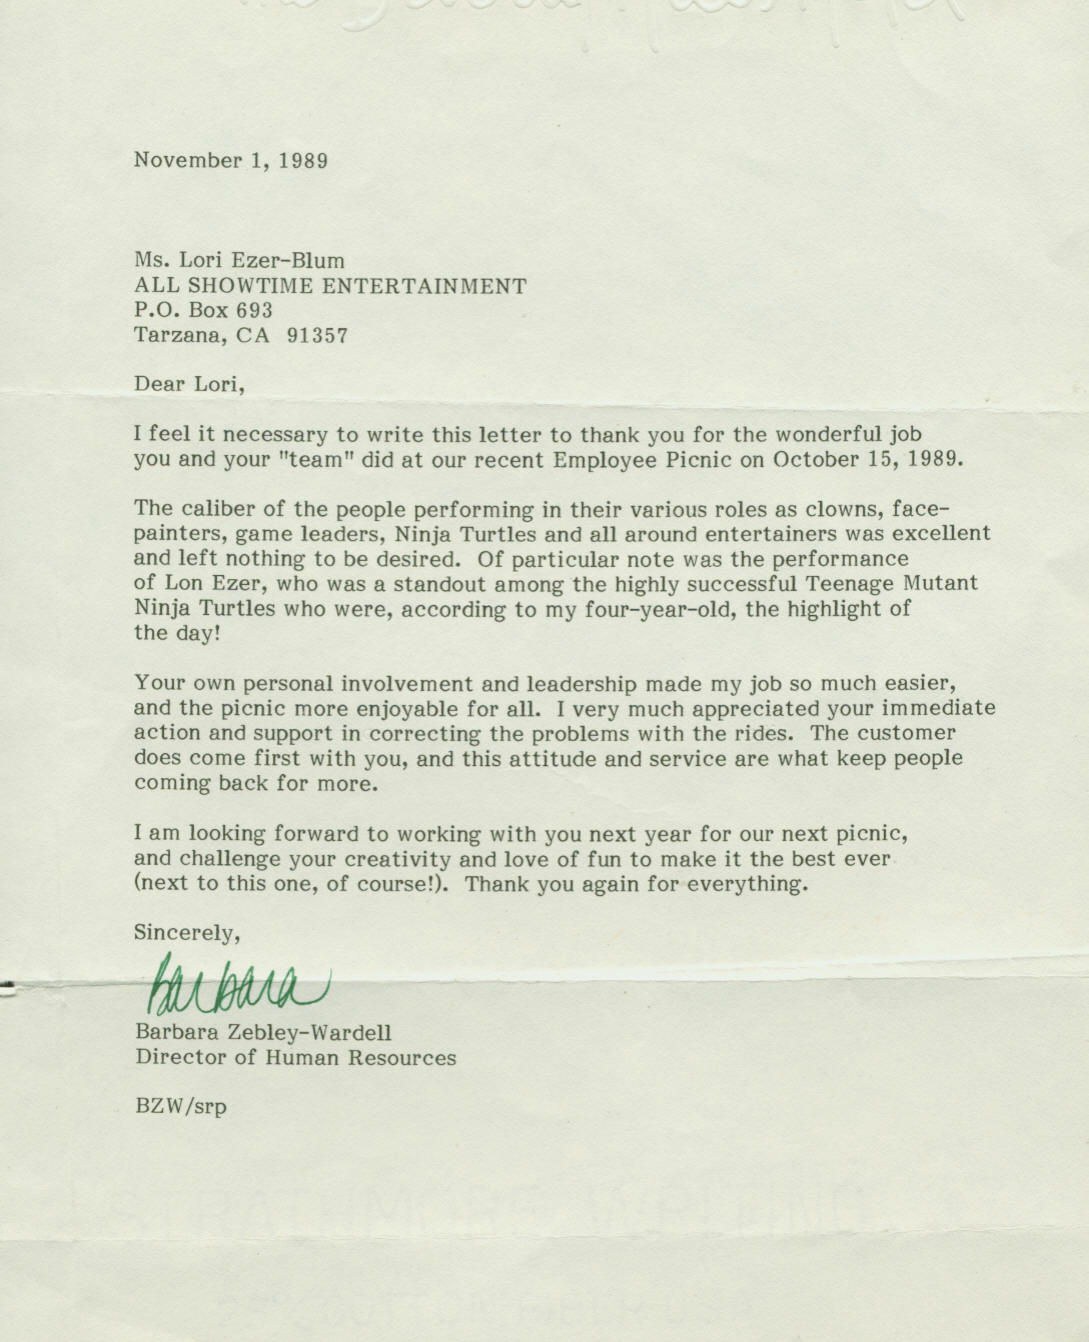 November 1, 1989
Ms. Lori Ezer-Blum
ALL SHOWTIME ENTERTAINMENT
P.O. Box 693
Tarzana, CA  91357
Dear Lori,
I feel it necessary to write this letter to thank you for the wonderful job
you and your "team" did at our recent Employee Picnic on October 15, 1989.
The caliber of the people performing in their various roles as clowns, face-
painters, game leaders, Ninja Turtles and all around entertainers was excellent
and left nothing to be desired.  Of particular note was the performance
of Lon Ezer, who was a standout among the highly successful Teenage Mutant
Ninja Turtles who were, according to my four-year-old, the highlight of
the day!
Your own personal involvement and leadership made my job so much easier,
and the picnic more enjoyable for all.  I very much appreciated your immediate
action and support in correcting the problems with the rides.  The customer
does come first with you, and this attitude and service are what keep people
coming back for more.
I am looking forward to working with you next year for our next picnic,
and challenge your creativity and love of fun to make it the best ever
(next to this one, of course!).  Thank you again for everything.
Sincerely,
Barbara
Barbara Zebley-Wardell
Director of Human Resources
BZW/srp
STRATHMORE WRITING